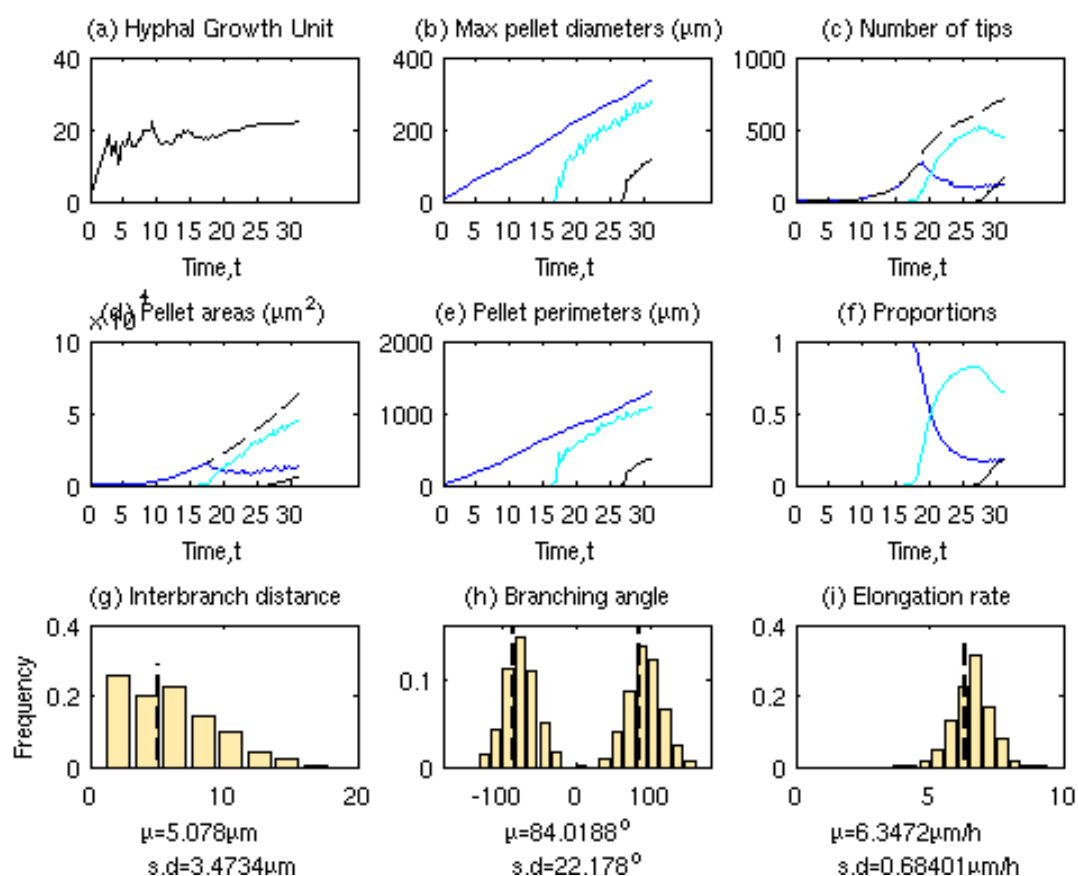 (a) Hyphal Growth Unit
(b) Max pellet diameters (μm)
(c) Number of tips
40
20
0
0 5 10 15 20 25 30
Time,t
400
200
0
0 5 10 15 20 25 30
Time,t
1000
500
0
0 5 10 15 20 25 30
Time,t
(d) Pellet areas (μm²)
(e) Pellet perimeters (μm)
(f) Proportions
10
5
0
0 5 10 15 20 25 30
Time,t
2000
1000
0
0 5 10 15 20 25 30
Time,t
1
0.5
0
0 5 10 15 20 25 30
Time,t
(g) Interbranch distance
(h) Branching angle
(i) Elongation rate
Frequency
0.4
0.2
0
0 20
μ=5.078μm
s.d=3.4734μm
0.1
0
-100 0 100
μ=84.0188°
s.d=22.178°
0.4
0.2
0
0 5 10
μ=6.3472μm/h
s.d=0.68401μm/h